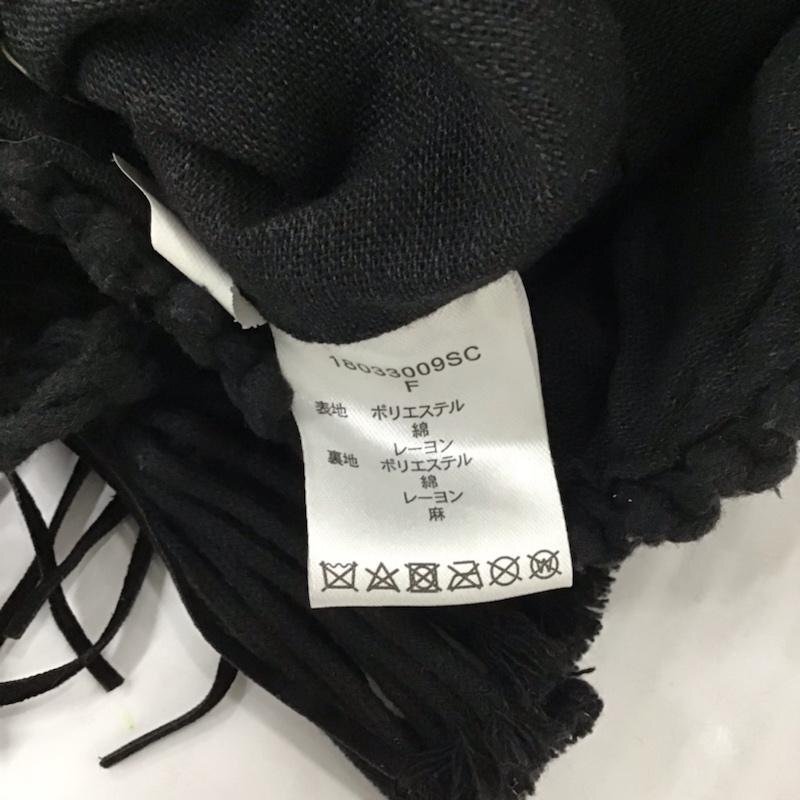 18033009SC
F
表地 ポリエステル
綿
レーヨン
裏地 ポリエステル
綿
レーヨン
麻